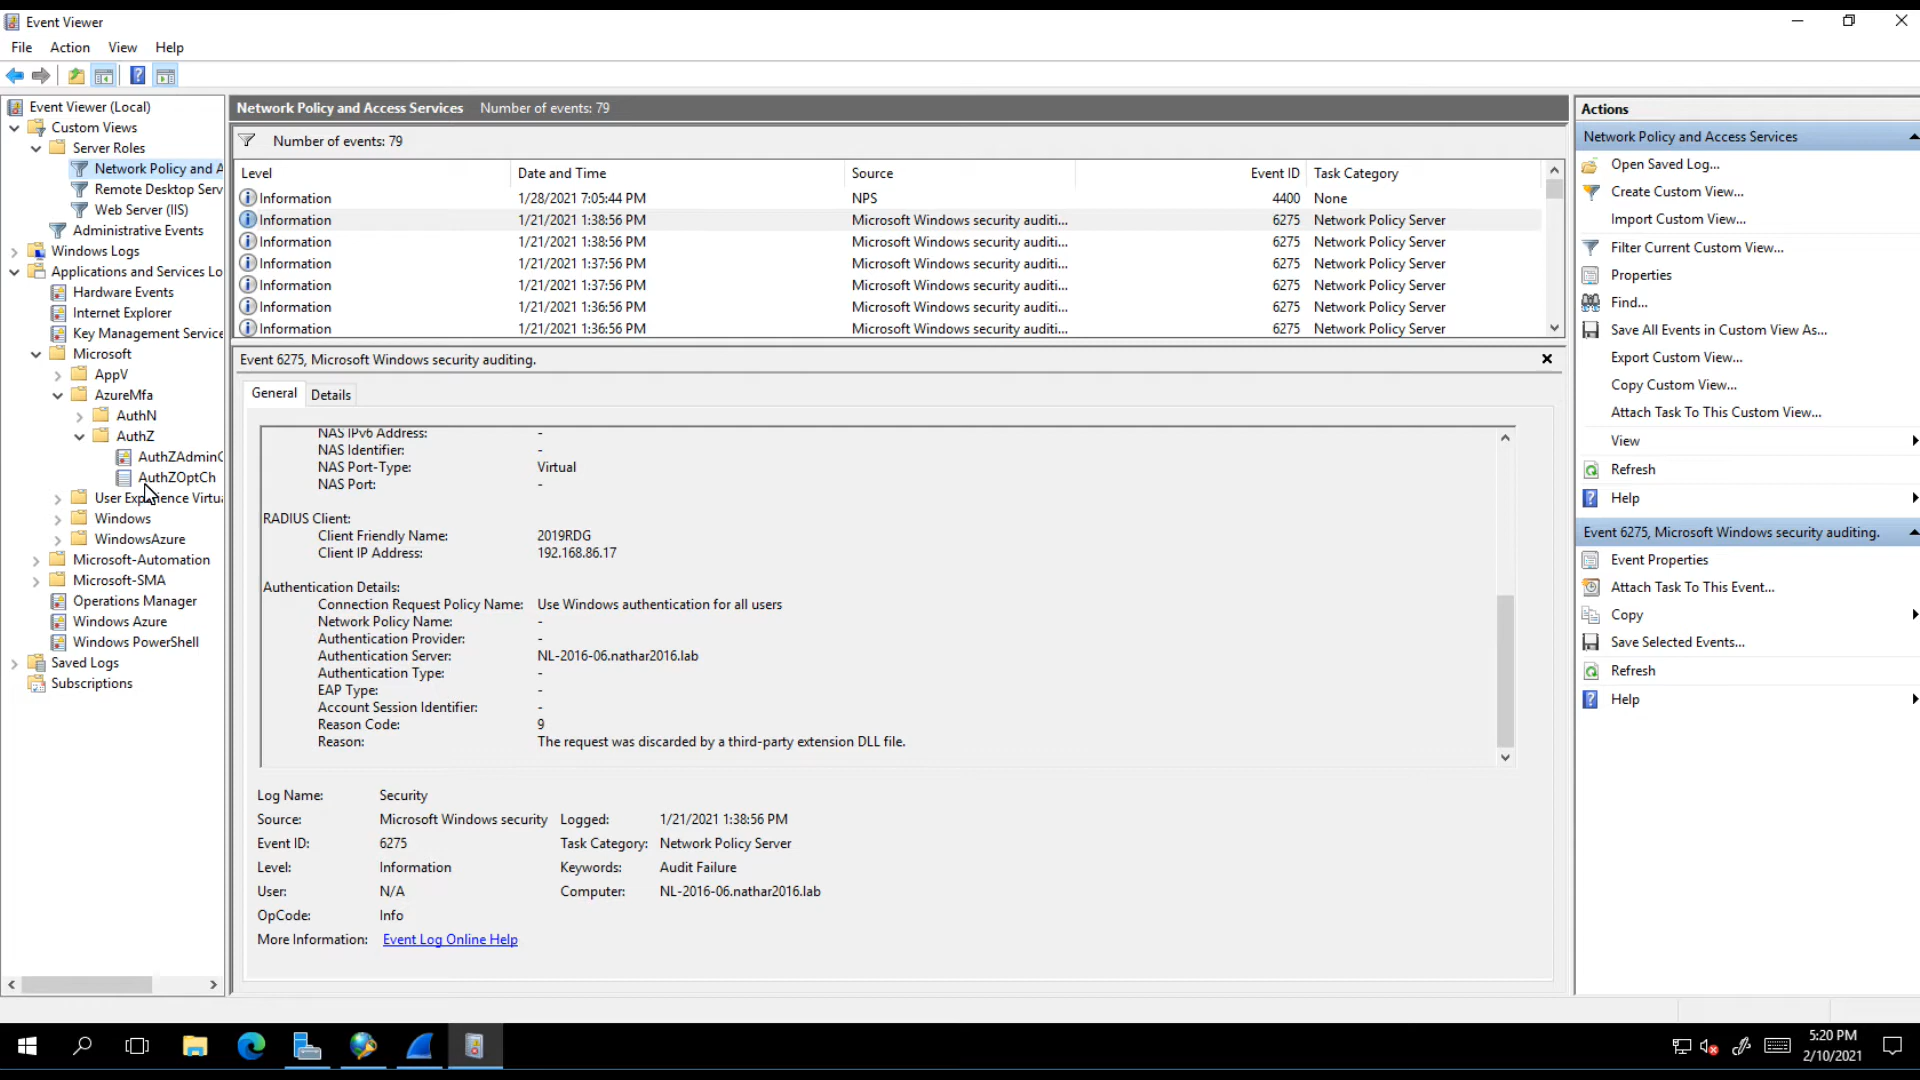 Event Viewer
File Action View Help
Event Viewer (Local)
Custom Views
Server Roles
Network Policy and A
Remote Desktop Serv
Web Server (IIS)
Administrative Events
Windows Logs
Applications and Services Lo
Hardware Events
Internet Explorer
Key Management Service
Microsoft
AppV
AzureMfa
AuthN
AuthZ
AuthZAdminC
AuthZOptCh
User Experience Virtua
Windows
WindowsAzure
Microsoft-Automation
Microsoft-SMA
Operations Manager
Windows Azure
Windows PowerShell
Saved Logs
Subscriptions
Network Policy and Access Services Number of events: 79
Number of events: 79
Level Date and Time Source Event ID Task Category
Information 1/28/2021 7:05:44 PM NPS 4400 None
Information 1/21/2021 1:38:56 PM Microsoft Windows security auditi... 6275 Network Policy Server
Information 1/21/2021 1:38:56 PM Microsoft Windows security auditi... 6275 Network Policy Server
Information 1/21/2021 1:37:56 PM Microsoft Windows security auditi... 6275 Network Policy Server
Information 1/21/2021 1:37:56 PM Microsoft Windows security auditi... 6275 Network Policy Server
Information 1/21/2021 1:36:56 PM Microsoft Windows security auditi... 6275 Network Policy Server
Information 1/21/2021 1:36:56 PM Microsoft Windows security auditi... 6275 Network Policy Server
Event 6275, Microsoft Windows security auditing.
General Details
NAS IPv6 Address: -
NAS Identifier: -
NAS Port-Type: Virtual
NAS Port: -
RADIUS Client:
Client Friendly Name: 2019RDG
Client IP Address: 192.168.86.17
Authentication Details:
Connection Request Policy Name: Use Windows authentication for all users
Network Policy Name: -
Authentication Provider: -
Authentication Server: NL-2016-06.nathar2016.lab
Authentication Type: -
EAP Type: -
Account Session Identifier: -
Reason Code: 9
Reason: The request was discarded by a third-party extension DLL file.
Log Name: Security
Source: Microsoft Windows security Logged: 1/21/2021 1:38:56 PM
Event ID: 6275 Task Category: Network Policy Server
Level: Information Keywords: Audit Failure
User: N/A Computer: NL-2016-06.nathar2016.lab
OpCode: Info
More Information: Event Log Online Help
Actions
Network Policy and Access Services
Open Saved Log...
Create Custom View...
Import Custom View...
Filter Current Custom View...
Properties
Find...
Save All Events in Custom View As...
Export Custom View...
Copy Custom View...
Attach Task To This Custom View...
View
Refresh
Help
Event 6275, Microsoft Windows security auditing.
Event Properties
Attach Task To This Event...
Copy
Save Selected Events...
Refresh
Help
5:20 PM
2/10/2021